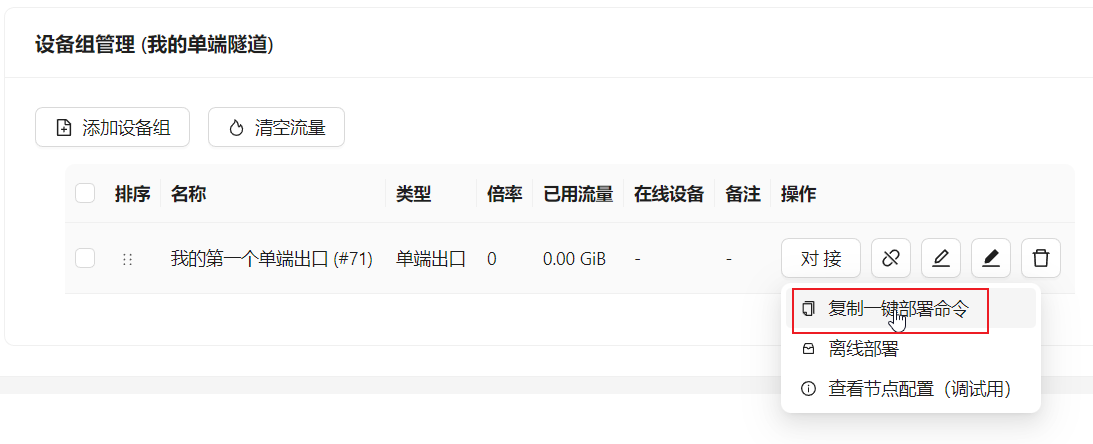 设备组管理 (我的单端隧道)
添加设备组 清空流量
排序 名称 类型 倍率 已用流量 在线设备 备注 操作
我的第一个单端出口 (#71) 单端出口 0 0.00 GiB - - 对接
复制一键部署命令
离线部署
查看节点配置（调试用）